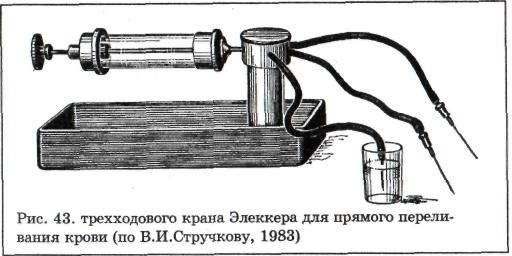 Рис. 43. трехходового крана Элеккера для прямого перели-
вания крови (по В.И.Стручкову, 1983)